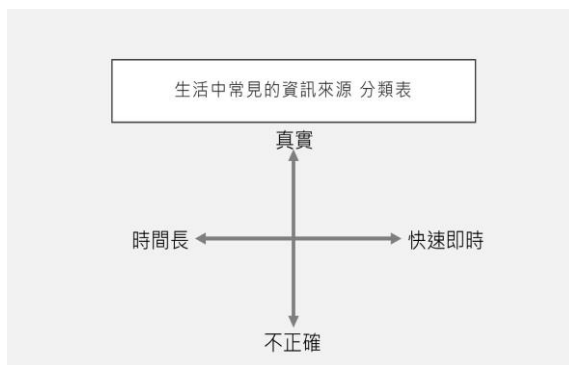 生活中常見的資訊來源 分類表
真實
時間長
快速即時
不正確